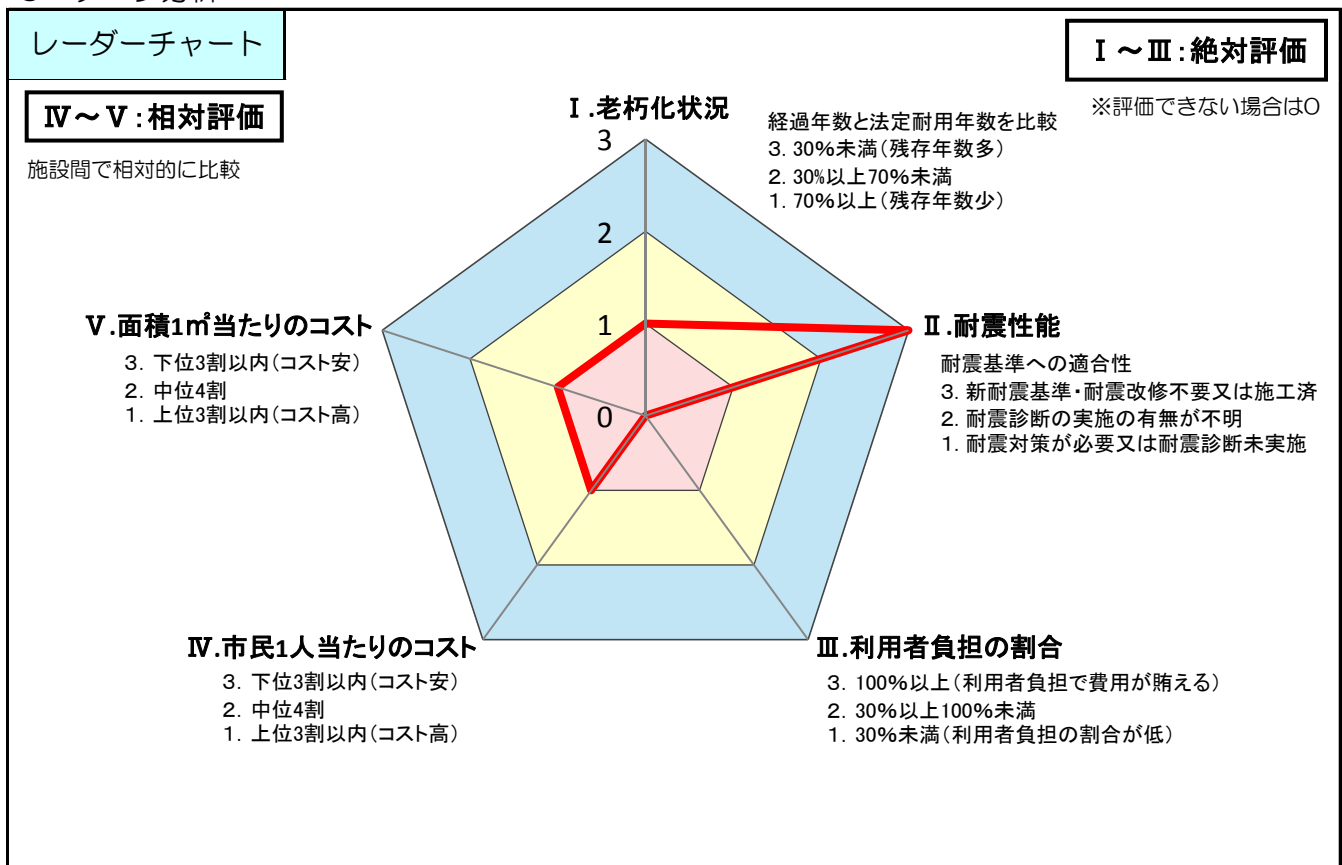 レーダーチャート
Ⅰ~Ⅲ:絶対評価
※評価できない場合は0
Ⅳ~Ⅴ:相対評価
施設間で相対的に比較
Ⅰ.老朽化状況
経過年数と法定耐用年数を比較
3. 30%未満(残存年数多)
2. 30%以上70%未満
1. 70%以上(残存年数少)
3
2
1
0
Ⅴ.面積1㎡当たりのコスト
3. 下位3割以内(コスト安)
2. 中位4割
1. 上位3割以内(コスト高)
Ⅱ.耐震性能
耐震基準への適合性
3. 新耐震基準・耐震改修不要又は施工済
2. 耐震診断の実施の有無が不明
1. 耐震対策が必要又は耐震診断未実施
Ⅳ.市民1人当たりのコスト
3. 下位3割以内(コスト安)
2. 中位4割
1. 上位3割以内(コスト高)
Ⅲ.利用者負担の割合
3. 100%以上(利用者負担で費用が賄える)
2. 30%以上100%未満
1. 30%未満(利用者負担の割合が低)